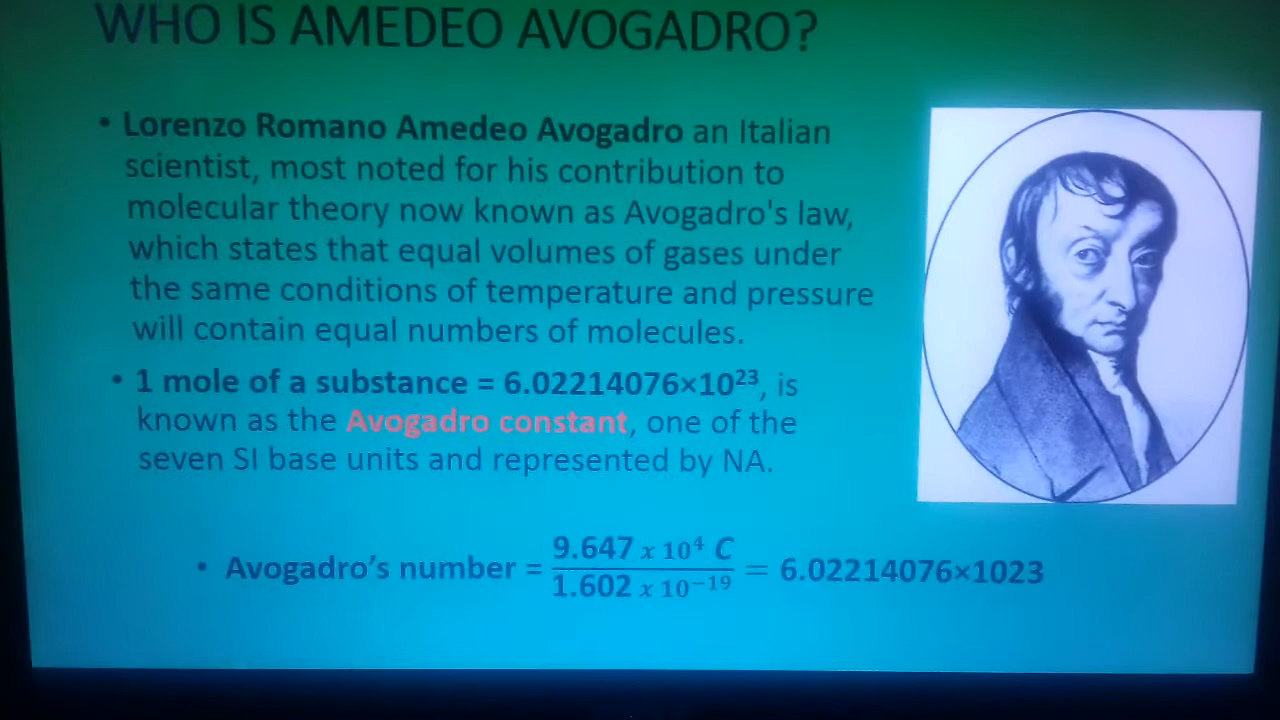 WHO IS AMEDEO AVOGADRO?
• Lorenzo Romano Amedeo Avogadro an Italian
scientist, most noted for his contribution to
molecular theory now known as Avogadro's law,
which states that equal volumes of gases under
the same conditions of temperature and pressure
will contain equal numbers of molecules.
• 1 mole of a substance = 6.02214076×10²³, is
known as the Avogadro constant, one of the
seven SI base units and represented by NA.
• Avogadro’s number = 9.647 x 10⁴ C / 1.602 x 10⁻¹⁹ = 6.02214076×1023